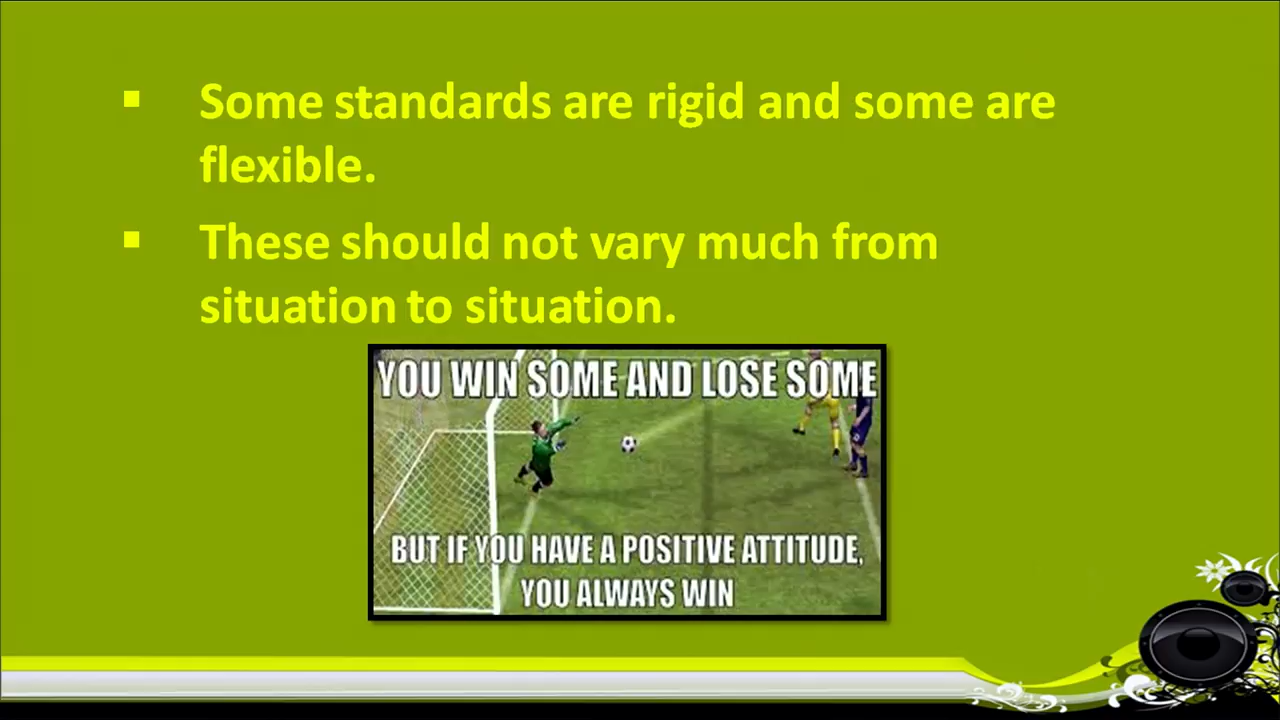 ▪ Some standards are rigid and some are
flexible.
▪ These should not vary much from
situation to situation.
YOU WIN SOME AND LOSE SOME
BUT IF YOU HAVE A POSITIVE ATTITUDE,
YOU ALWAYS WIN